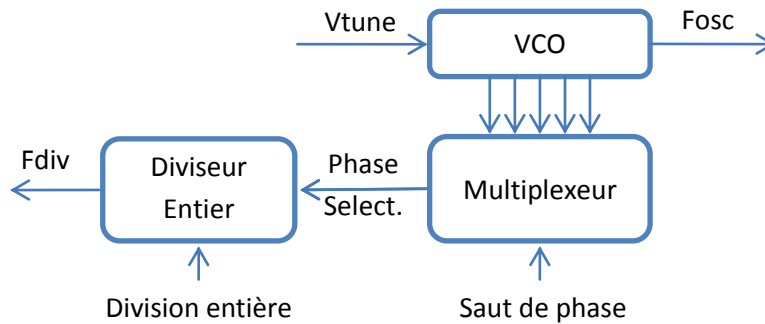 Vtune
VCO
Fosc
Fdiv
Diviseur
Entier
Phase
Select.
Multiplexeur
Division entière
Saut de phase